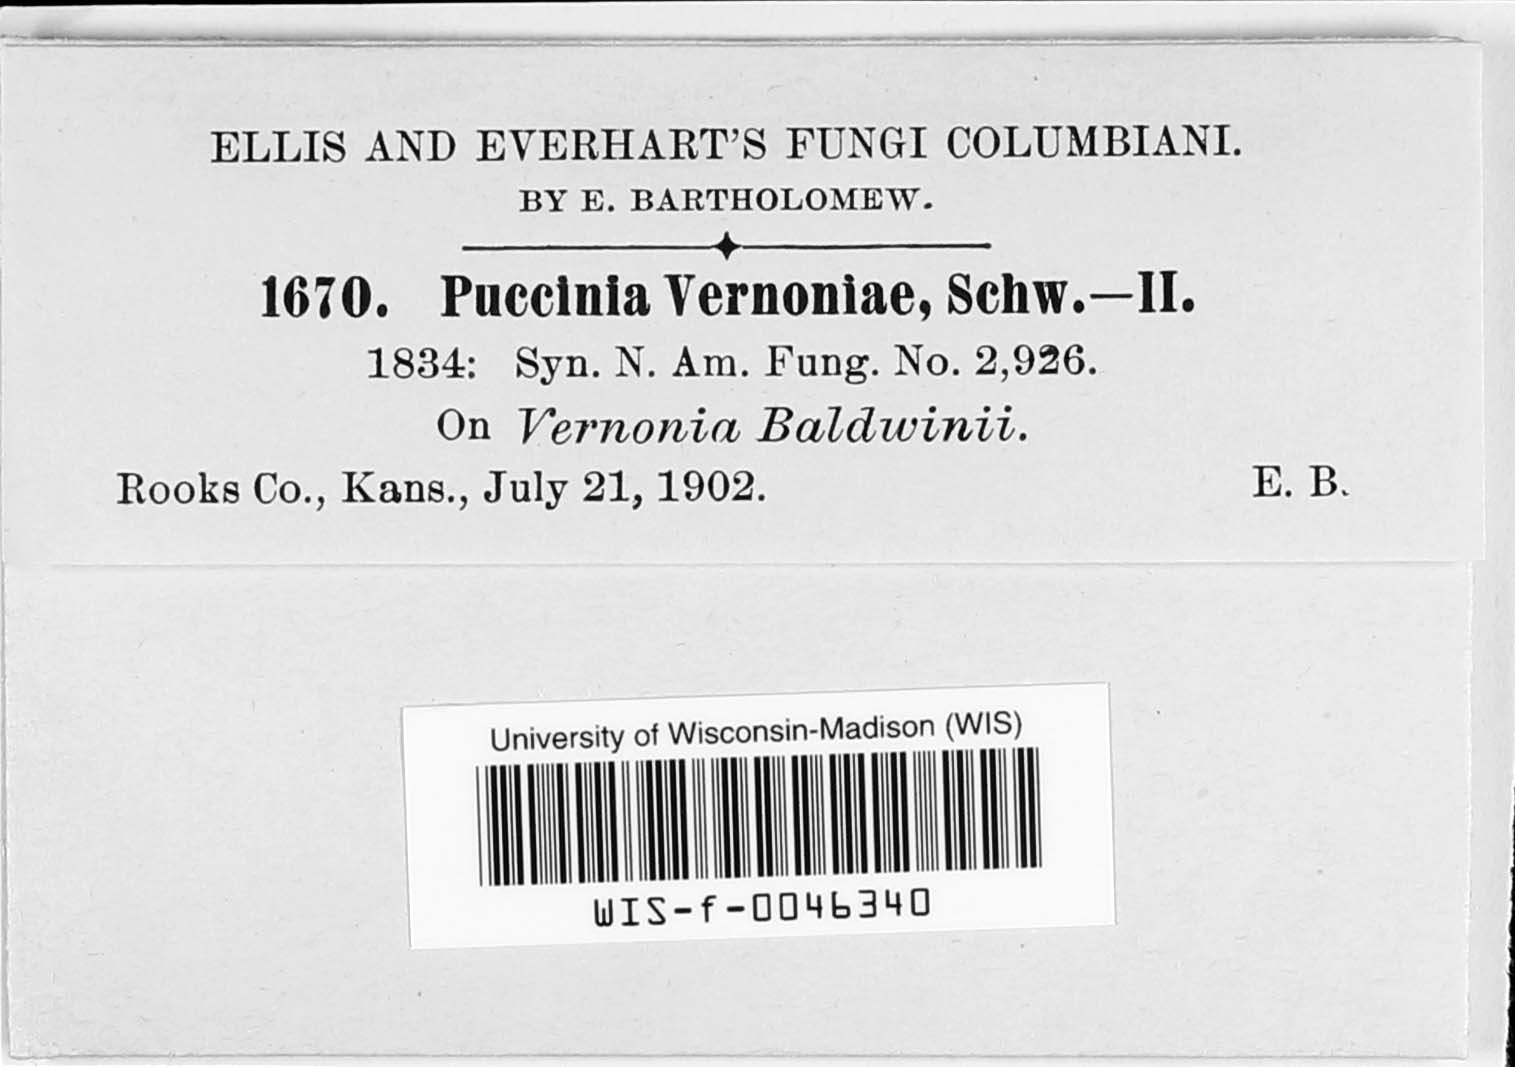 ELLIS AND EVERHART'S FUNGI COLUMBIANI.
BY E. BARTHOLOMEW.
1670. Puccinia Vernoniae, Schw.—II.
1834: Syn. N. Am. Fung. No. 2,926.
On Vernonia Baldwinii.
Rooks Co., Kans., July 21, 1902. E. B.
University of Wisconsin-Madison (WIS)
WIS-f-0046340